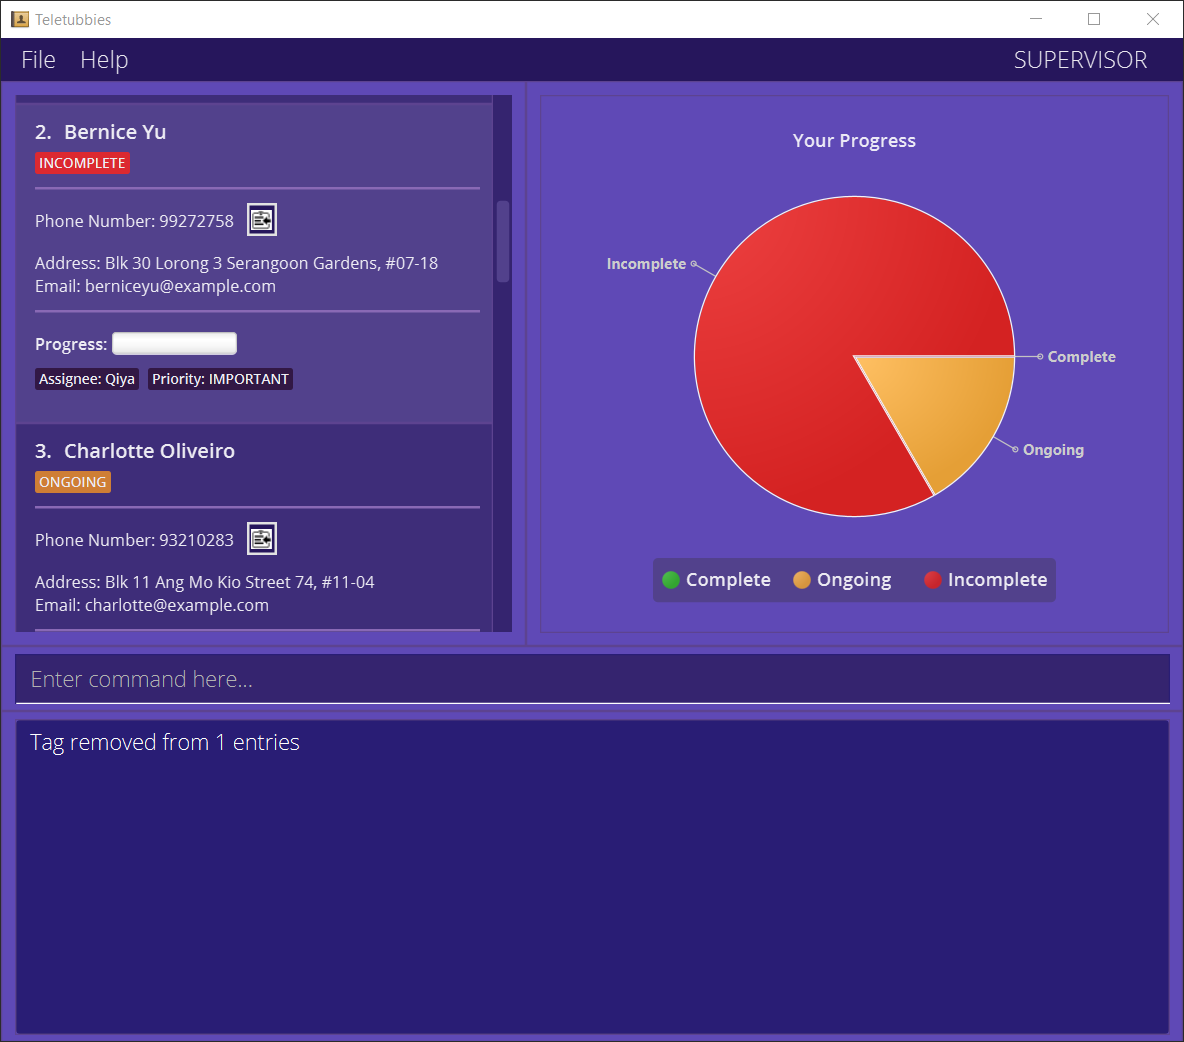 Teletubbies
File Help SUPERVISOR
2. Bernice Yu
INCOMPLETE
Phone Number: 99272758
Address: Blk 30 Lorong 3 Serangoon Gardens, #07-18
Email: berniceyu@example.com
Progress:
Assignee: Qiya Priority: IMPORTANT
3. Charlotte Oliveiro
ONGOING
Phone Number: 93210283
Address: Blk 11 Ang Mo Kio Street 74, #11-04
Email: charlotte@example.com
Your Progress
Incomplete
Complete
Ongoing
Complete Ongoing Incomplete
Enter command here...
Tag removed from 1 entries